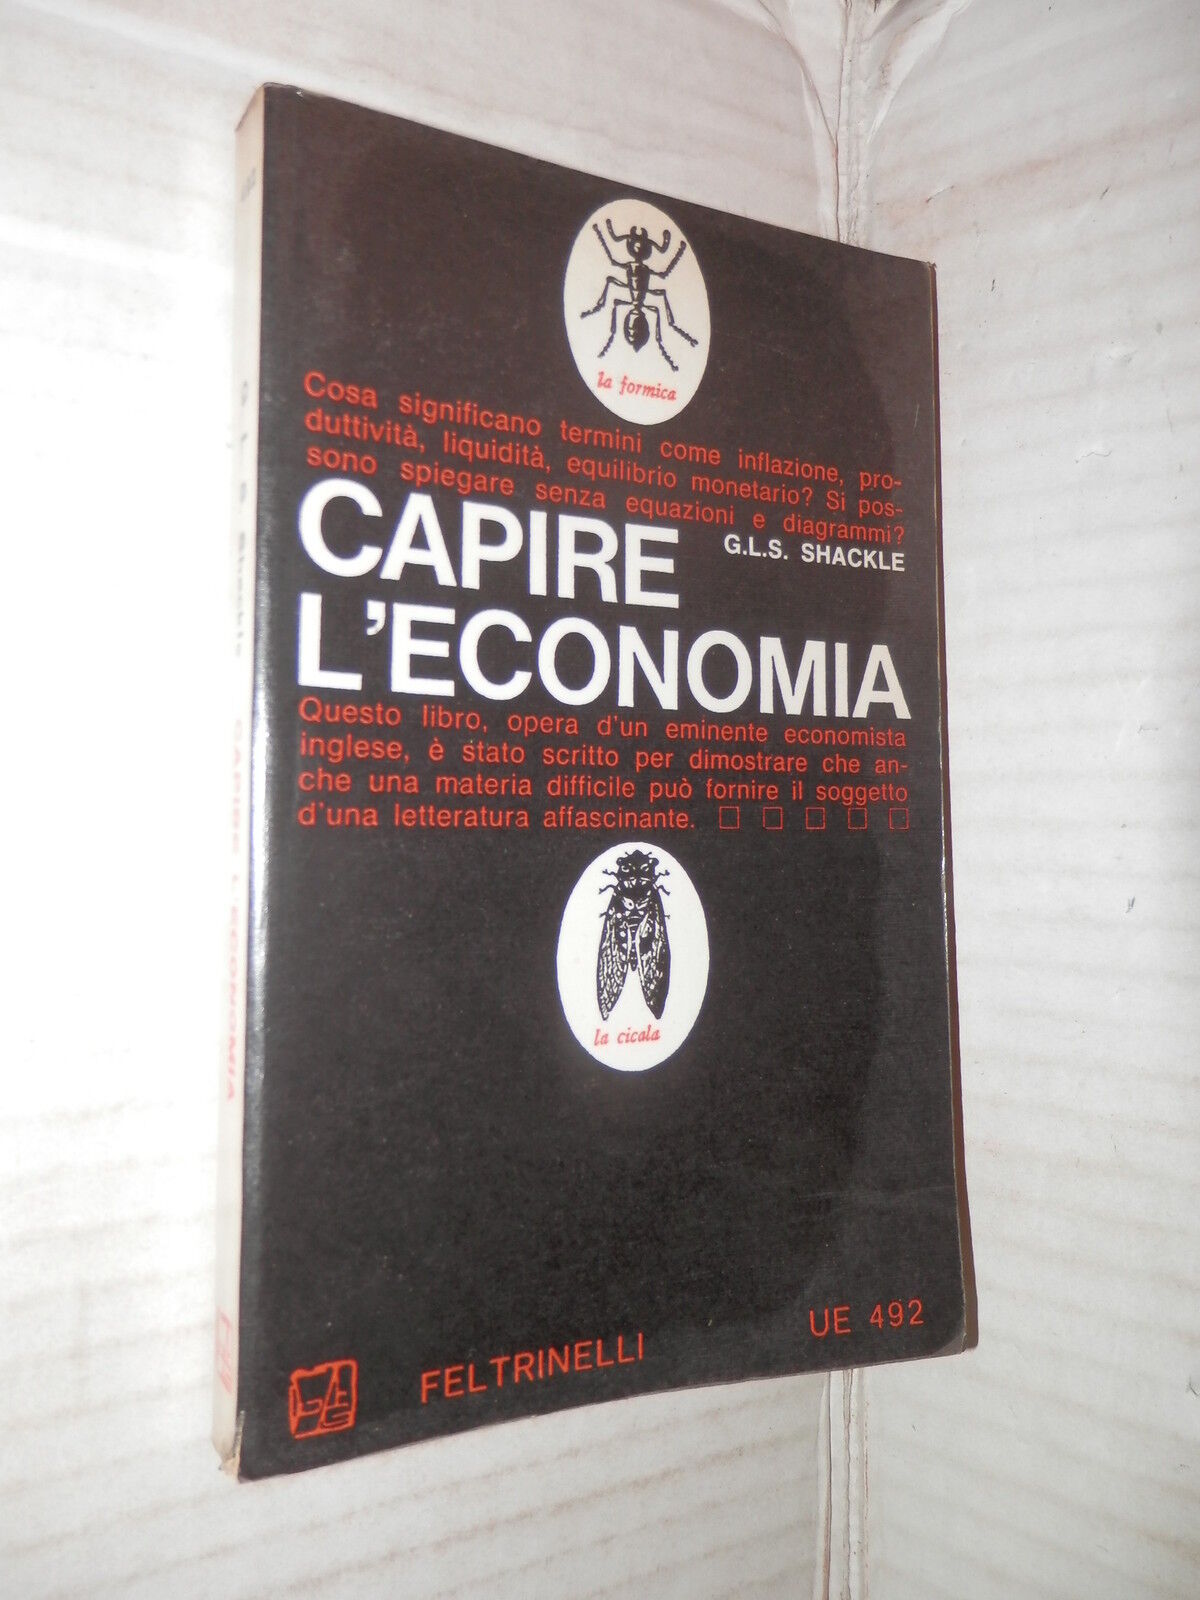 la formica
Cosa significano termini come inflazione, pro-
duttività, liquidità, equilibrio monetario? Si pos-
sono spiegare senza equazioni e diagrammi?
G.L.S. SHACKLE
CAPIRE
L'ECONOMIA
Questo libro, opera d'un eminente economista
inglese, è stato scritto per dimostrare che an-
che una materia difficile può fornire il soggetto
d'una letteratura affascinante.
la cicala
FELTRINELLI
UE 492
G. L. S. Shackle CAPIRE L'ECONOMIA